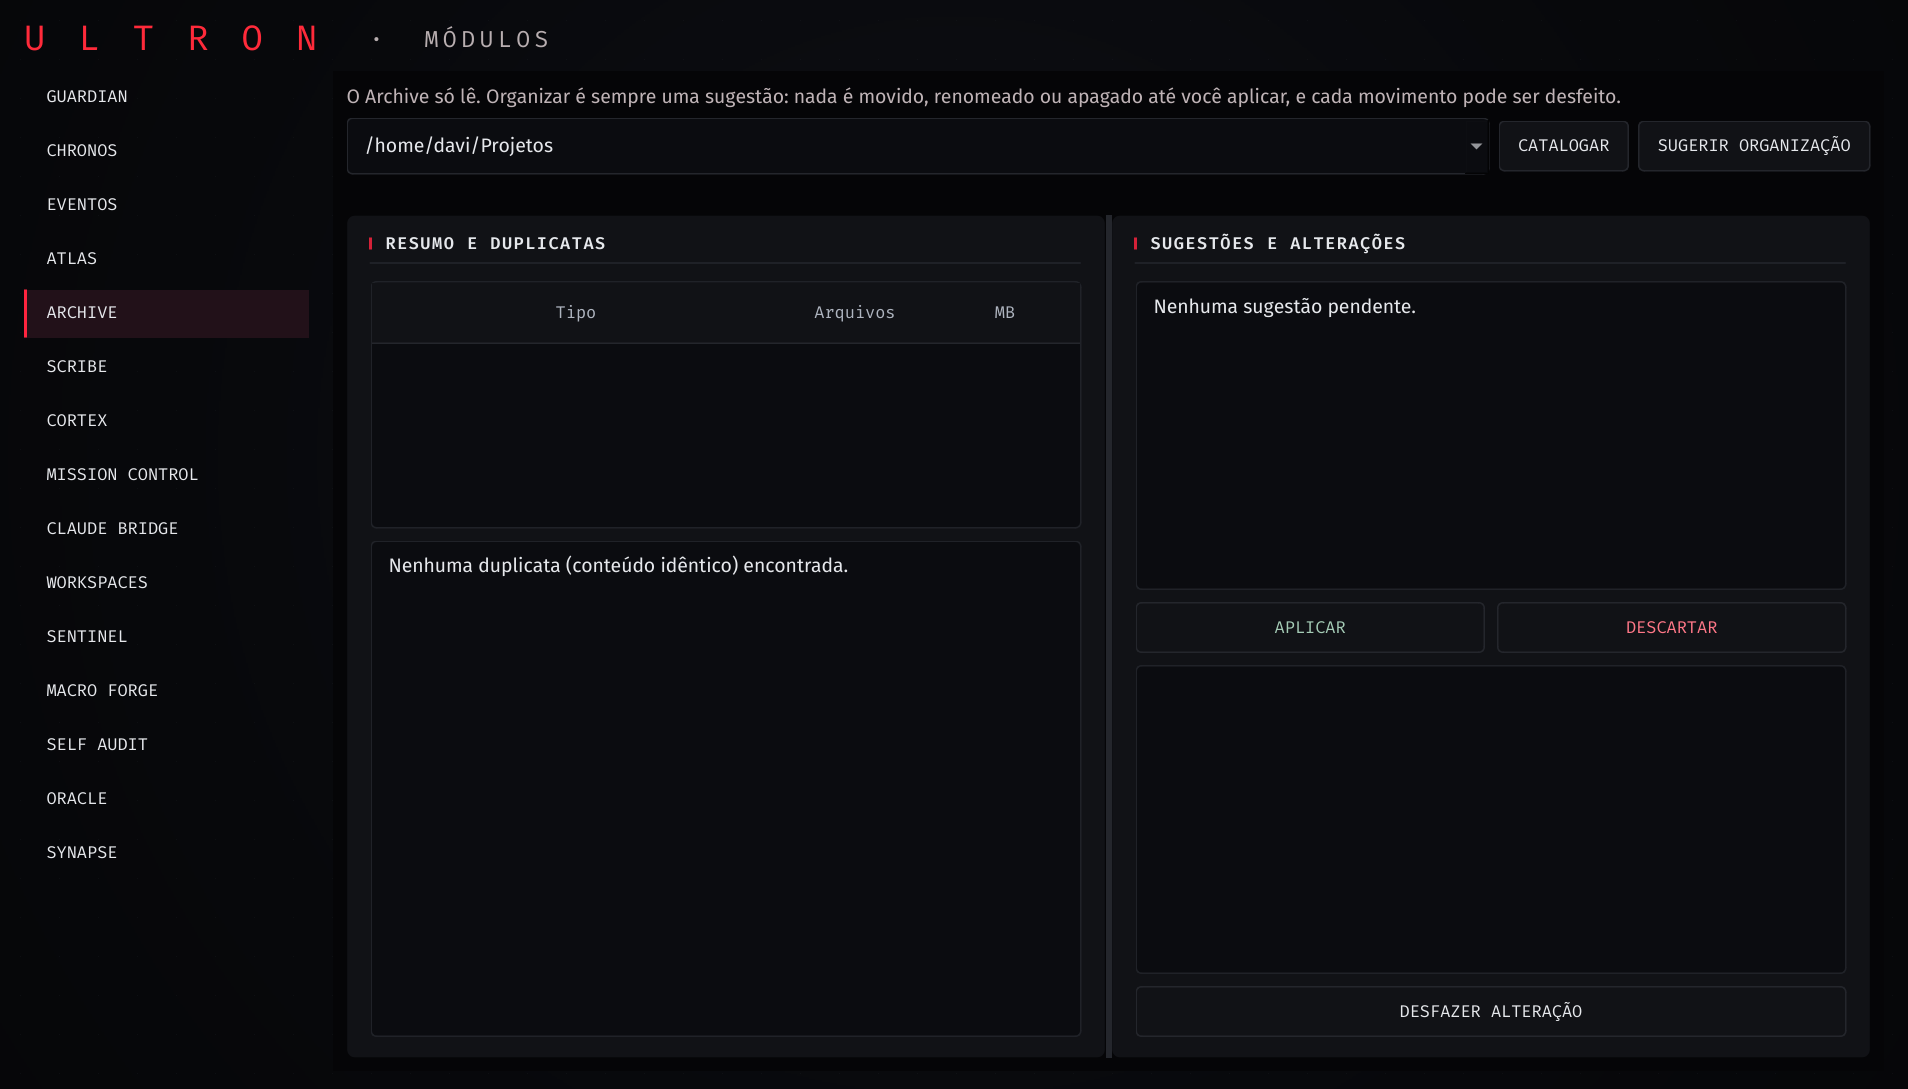 ULTRON · MÓDULOS
GUARDIAN
CHRONOS
EVENTOS
ATLAS
ARCHIVE
SCRIBE
CORTEX
MISSION CONTROL
CLAUDE BRIDGE
WORKSPACES
SENTINEL
MACRO FORGE
SELF AUDIT
ORACLE
SYNAPSE
O Archive só lê. Organizar é sempre uma sugestão: nada é movido, renomeado ou apagado até você aplicar, e cada movimento pode ser desfeito.
/home/davi/Projetos
CATALOGAR
SUGERIR ORGANIZAÇÃO
RESUMO E DUPLICATAS
Tipo Arquivos MB
Nenhuma duplicata (conteúdo idêntico) encontrada.
SUGESTÕES E ALTERAÇÕES
Nenhuma sugestão pendente.
APLICAR
DESCARTAR
DESFAZER ALTERAÇÃO